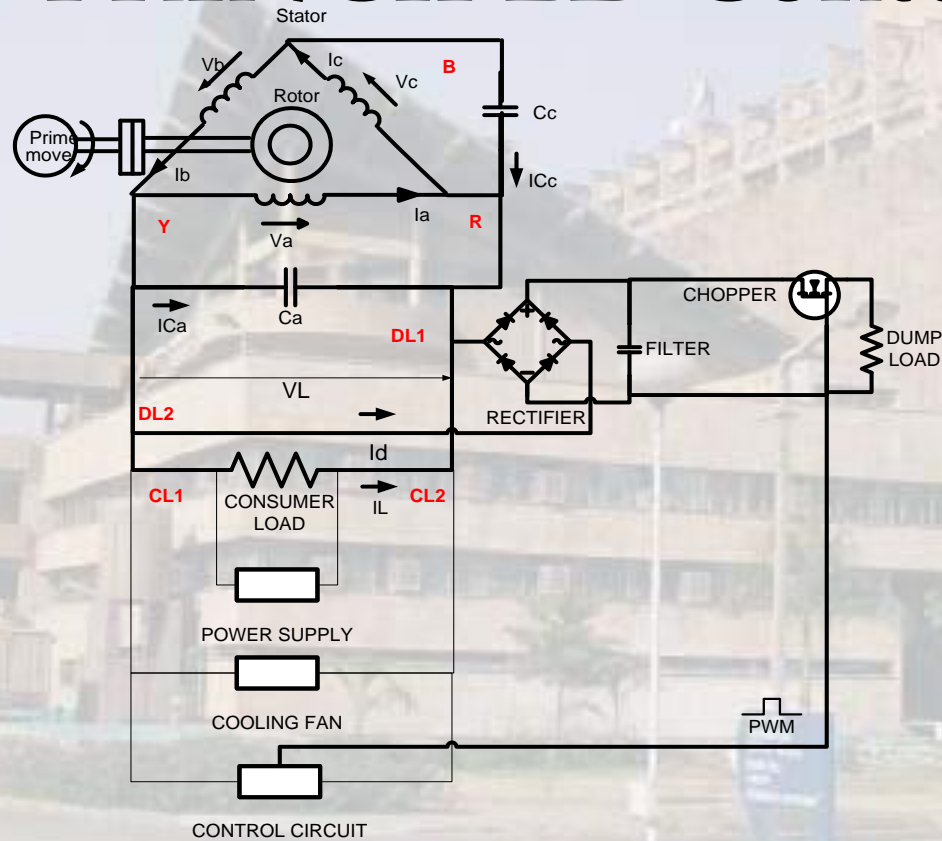 Stator
Vb
Ic
B
Vc
Rotor
Cc
Prime
mover
ICc
Ib
Y
Ia
R
Va
CHOPPER
ICa
Ca
DL1
FILTER
DUMP
LOAD
VL
DL2
RECTIFIER
Id
CL1
CONSUMER
LOAD
IL
CL2
POWER SUPPLY
COOLING FAN
PWM
CONTROL CIRCUIT